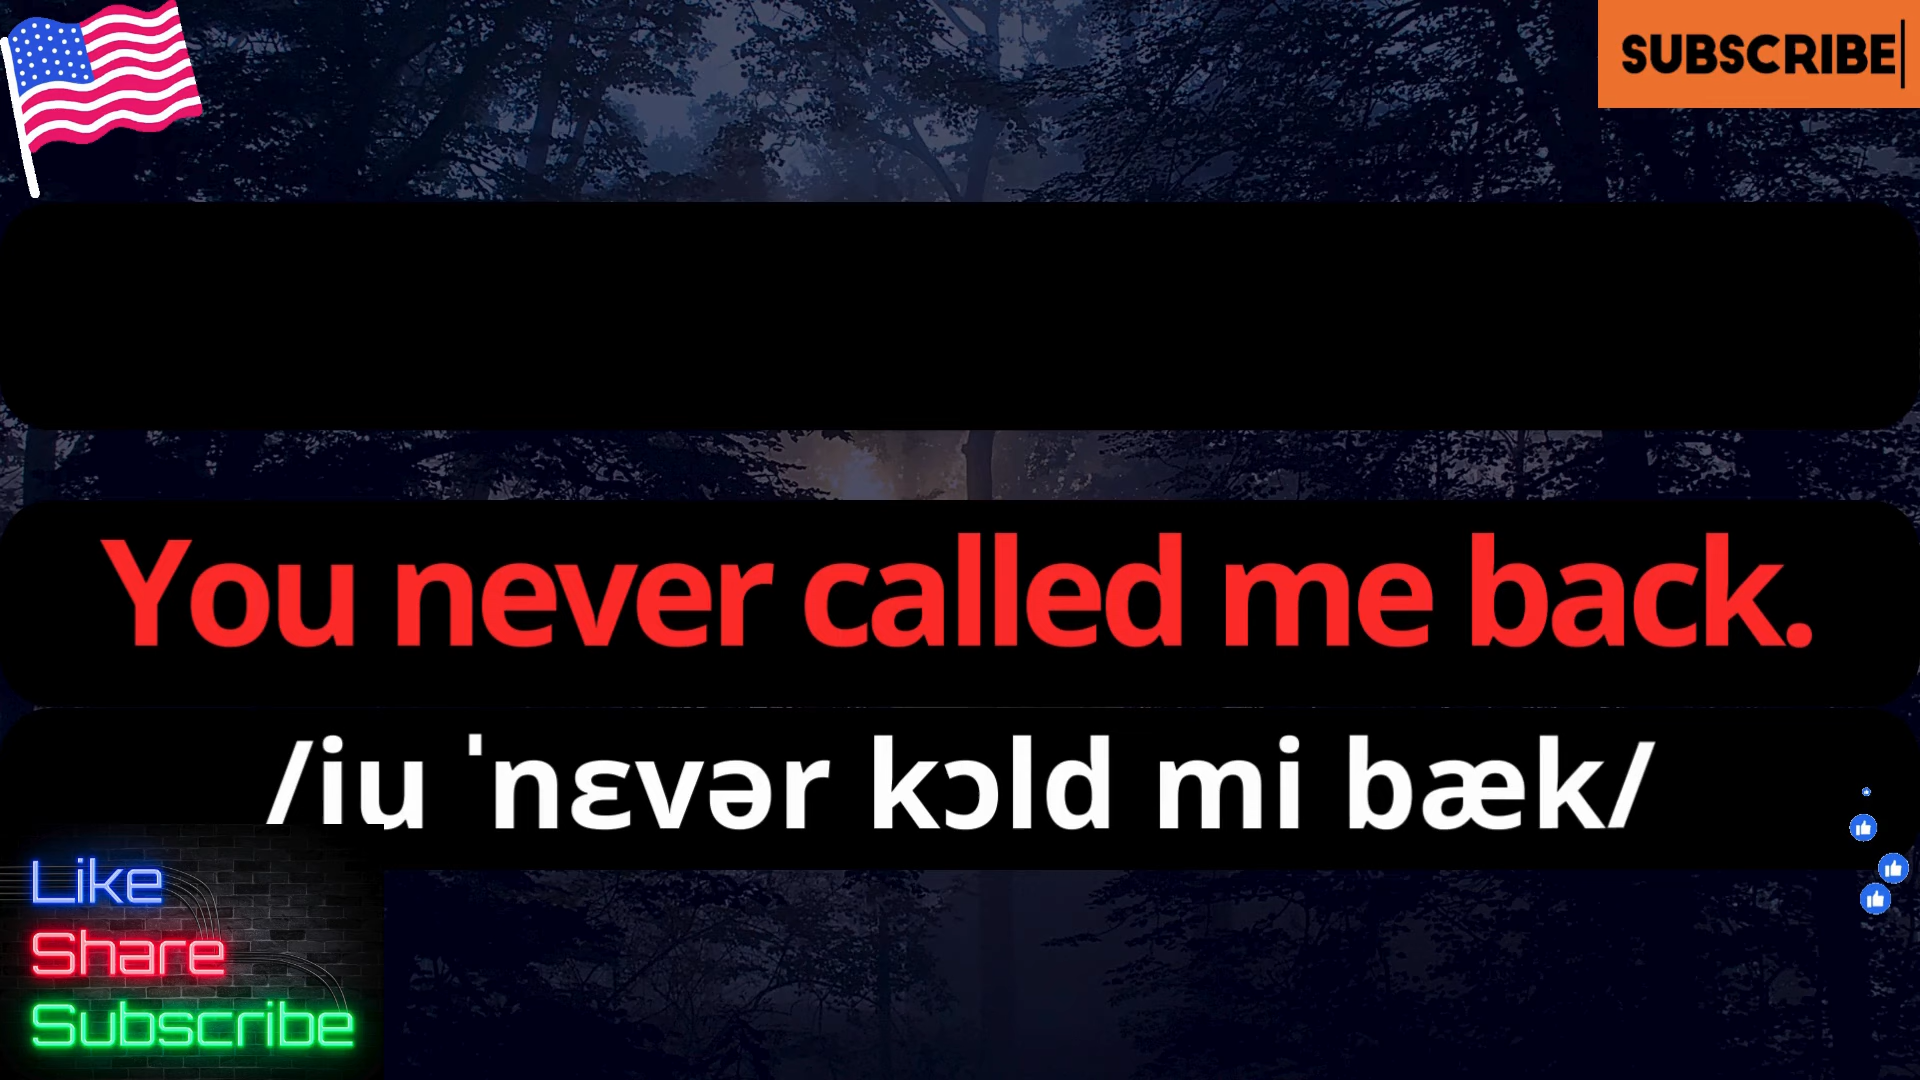 SUBSCRIBE
You never called me back.
/iu ˈnɛvər kɔld mi bæk/
Like
Share
Subscribe